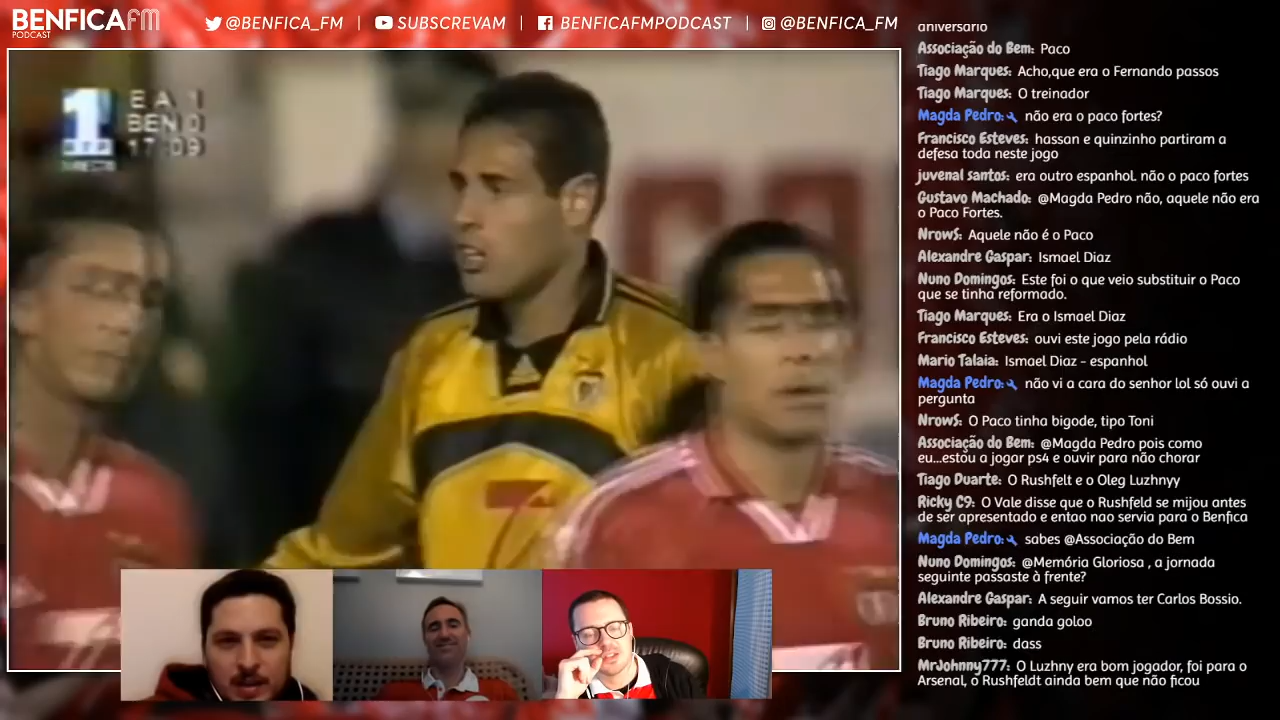 BENFICAFM
PODCAST
@BENFICA_FM | SUBSCREVAM | BENFICAFMPODCAST | @BENFICA_FM
1
E.A. 1
BEN 0
17:09
aniversario
Associação do Bem: Paco
Tiago Marques: Acho,que era o Fernando passos
Tiago Marques: O treinador
Magda Pedro: não era o paco fortes?
Francisco Esteves: hassan e quinzinho partiram a
defesa toda neste jogo
juvenal santos: era outro espanhol. não o paco fortes
Gustavo Machado: @Magda Pedro não, aquele não era
o Paco Fortes.
NrowS: Aquele não é o Paco
Alexandre Gaspar: Ismael Diaz
Nuno Domingos: Este foi o que veio substituir o Paco
que se tinha reformado.
Tiago Marques: Era o Ismael Diaz
Francisco Esteves: ouvi este jogo pela rádio
Mario Talaia: Ismael Diaz - espanhol
Magda Pedro: não vi a cara do senhor lol só ouvi a
pergunta
NrowS: O Paco tinha bigode, tipo Toni
Associação do Bem: @Magda Pedro pois como
eu...estou a jogar ps4 e ouvir para não chorar
Tiago Duarte: O Rushfelt e o Oleg Luzhnyy
Ricky C9: O Vale disse que o Rushfeld se mijou antes
de ser apresentado e entao nao servia para o Benfica
Magda Pedro: sabes @Associação do Bem
Nuno Domingos: @Memória Gloriosa , a jornada
seguinte passaste à frente?
Alexandre Gaspar: A seguir vamos ter Carlos Bossio.
Bruno Ribeiro: ganda goloo
Bruno Ribeiro: dass
MrJohnny777: O Luzhny era bom jogador, foi para o
Arsenal, o Rushfeldt ainda bem que não ficou